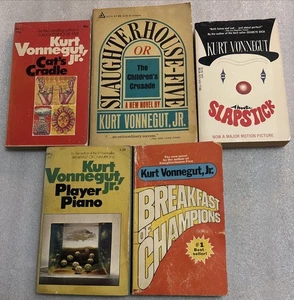 Kurt
Vonnegut,
Jr.
Cat's
Cradle
SLAUGHTERHOUSE-FIVE
OR
The
Children's
Crusade
A NEW NOVEL BY
KURT VONNEGUT, JR.
KURT VONNEGUT
SLAPSTICK
NOW A MAJOR MOTION PICTURE
Kurt
Vonnegut,
Jr.
Player
Piano
Kurt Vonnegut, Jr.
BREAKFAST
OF
CHAMPIONS
#1
Best
seller!